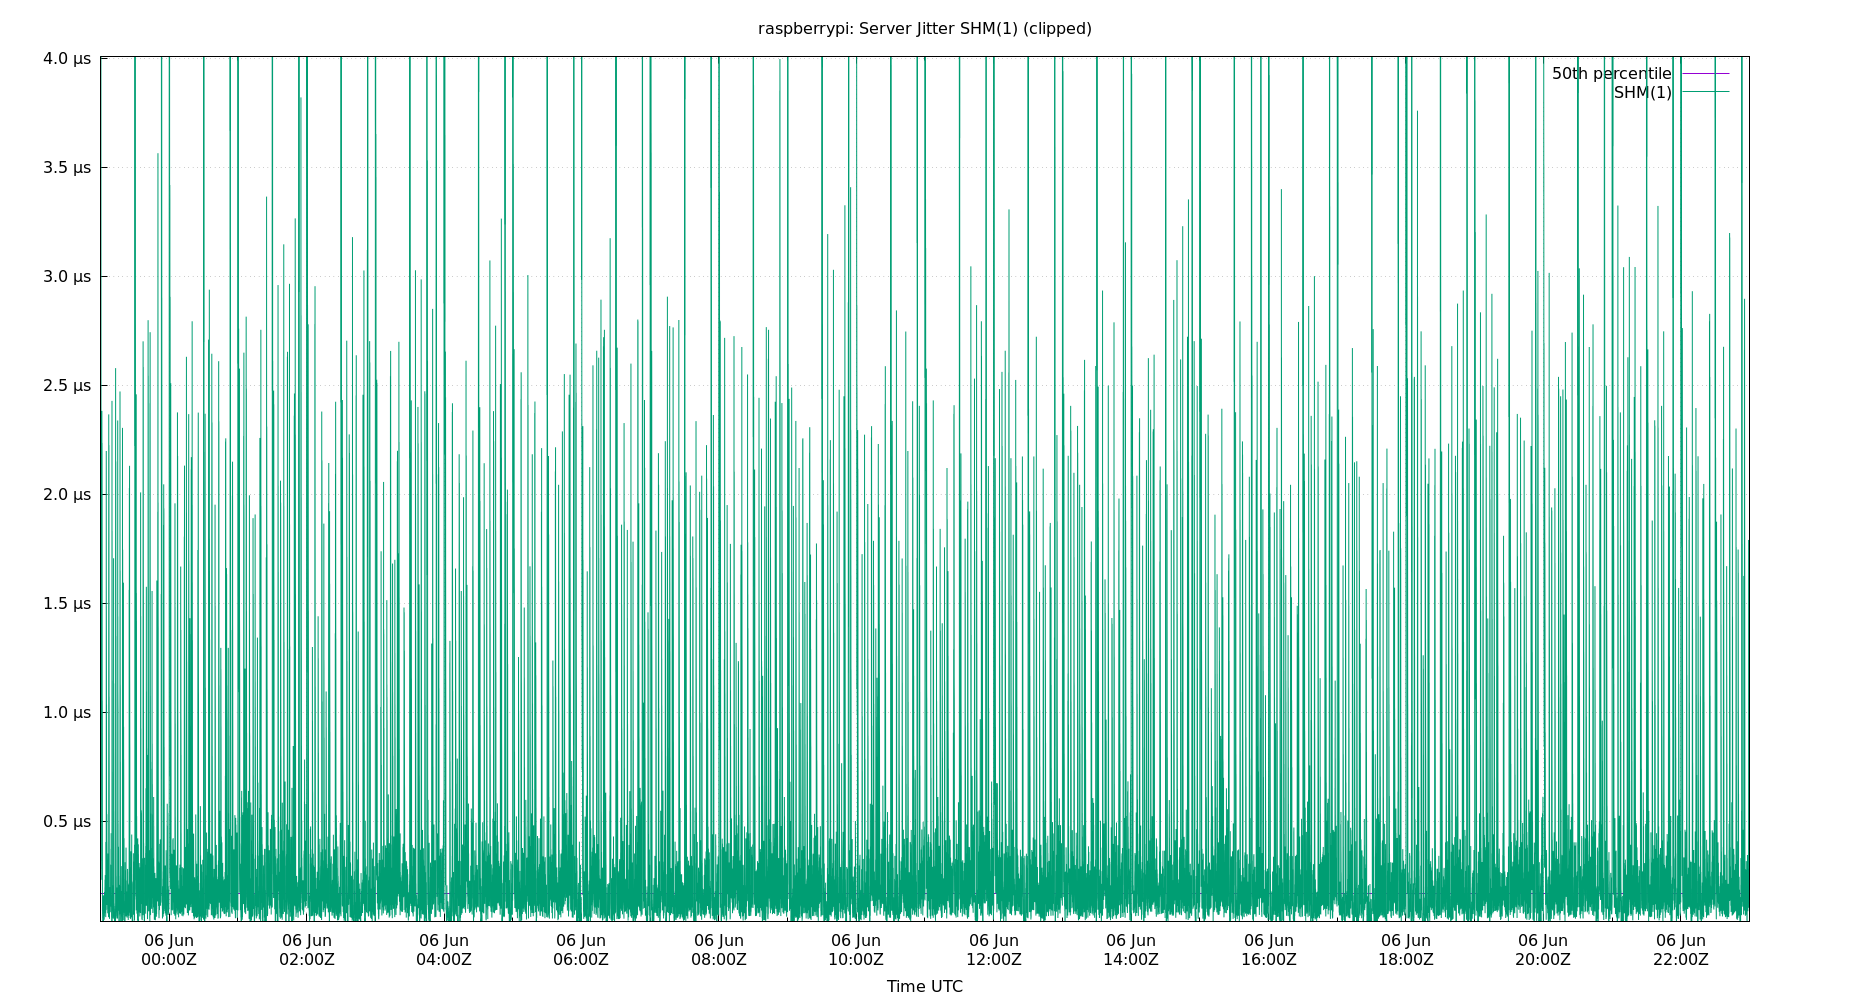 raspberrypi: Server Jitter SHM(1) (clipped)
4.0 µs
3.5 µs
3.0 µs
2.5 µs
2.0 µs
1.5 µs
1.0 µs
0.5 µs
50th percentile
SHM(1)
06 Jun 06 Jun 06 Jun 06 Jun 06 Jun 06 Jun 06 Jun 06 Jun 06 Jun 06 Jun 06 Jun 06 Jun
00:00Z 02:00Z 04:00Z 06:00Z 08:00Z 10:00Z 12:00Z 14:00Z 16:00Z 18:00Z 20:00Z 22:00Z
Time UTC